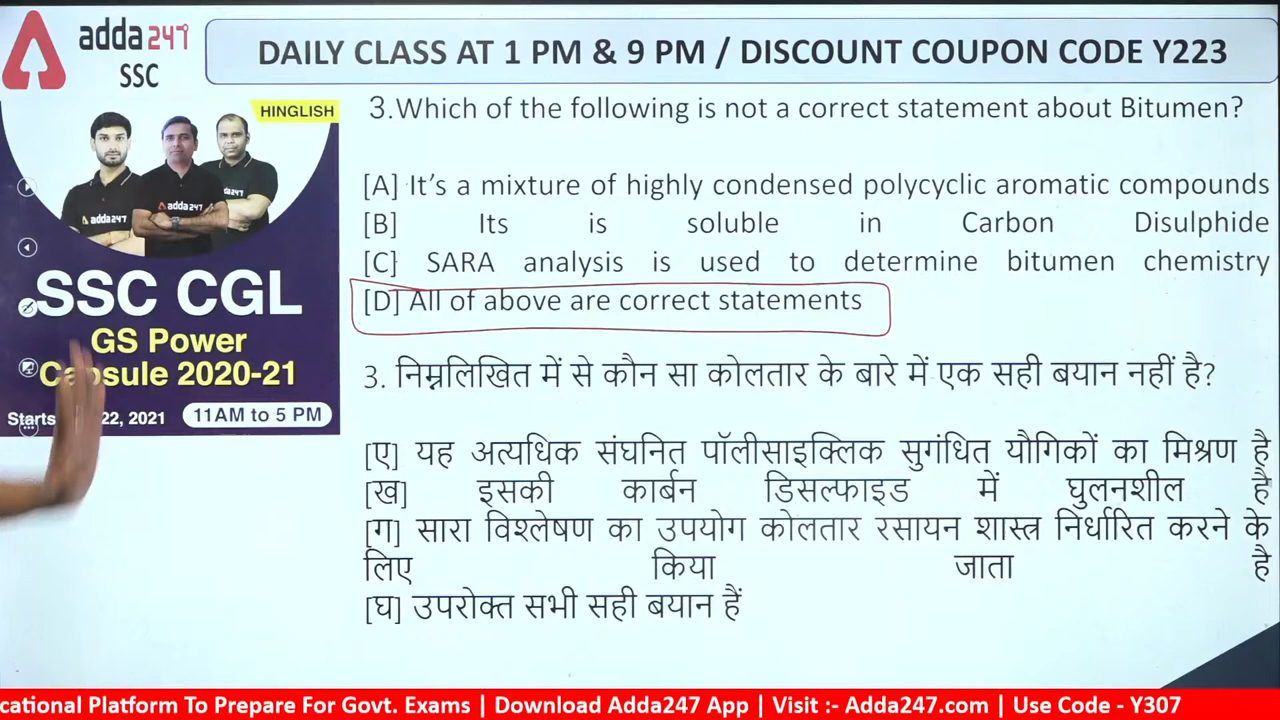 adda247
SSC
DAILY CLASS AT 1 PM & 9 PM / DISCOUNT COUPON CODE Y223
HINGLISH
adda247
adda247
adda247
SSC CGL
GS Power
Capsule 2020-21
Starts 22, 2021
11AM to 5 PM
3.Which of the following is not a correct statement about Bitumen?
[A] It's a mixture of highly condensed polycyclic aromatic compounds
[B] Its is soluble in Carbon Disulphide
[C] SARA analysis is used to determine bitumen chemistry
[D] All of above are correct statements
3. निम्नलिखित में से कौन सा कोलतार के बारे में एक सही बयान नहीं है?
[ए] यह अत्यधिक संघनित पॉलीसाइक्लिक सुगंधित यौगिकों का मिश्रण है
[ख] इसकी कार्बन डिसल्फाइड में घुलनशील है
[ग] सारा विश्लेषण का उपयोग कोलतार रसायन शास्त्र निर्धारित करने के
लिए किया जाता है
[घ] उपरोक्त सभी सही बयान हैं
cational Platform To Prepare For Govt. Exams | Download Adda247 App | Visit :- Adda247.com | Use Code - Y307